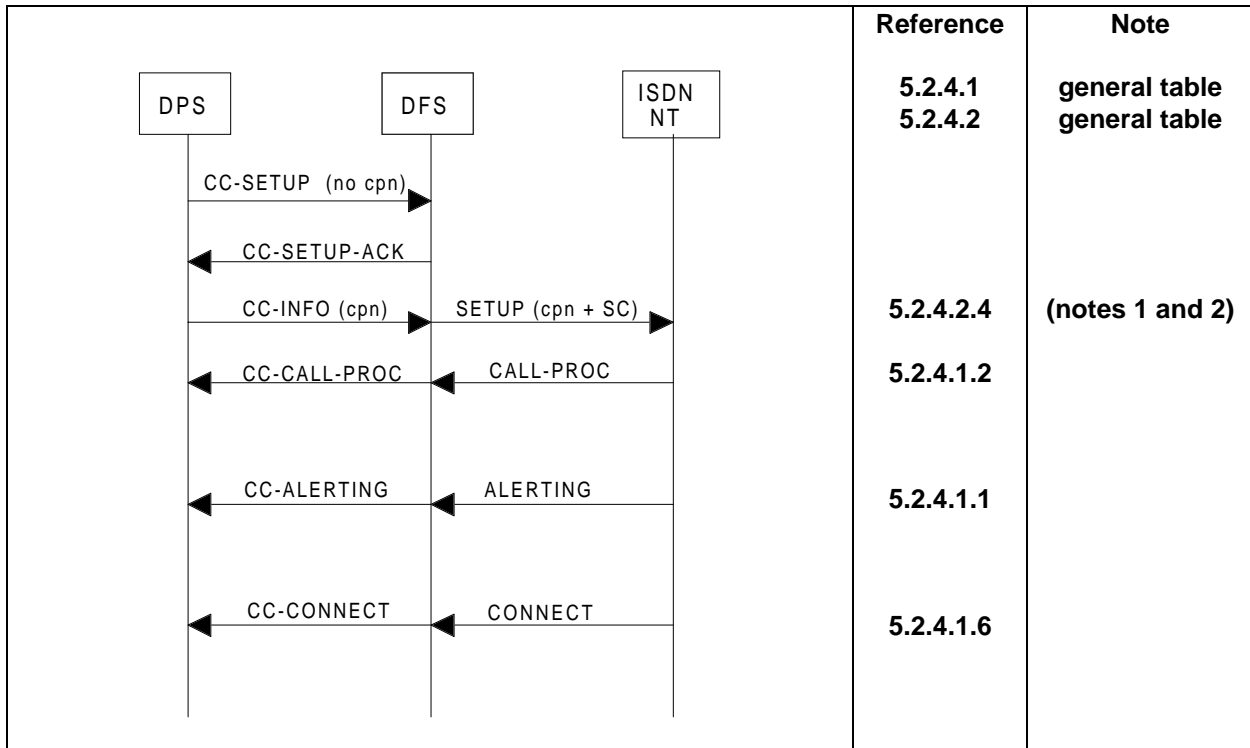 Reference Note
DPS DFS ISDN NT 5.2.4.1 general table
5.2.4.2 general table
CC-SETUP (no cpn)
CC-SETUP-ACK
CC-INFO (cpn) SETUP (cpn + SC) 5.2.4.2.4 (notes 1 and 2)
CC-CALL-PROC CALL-PROC 5.2.4.1.2
CC-ALERTING ALERTING 5.2.4.1.1
CC-CONNECT CONNECT 5.2.4.1.6